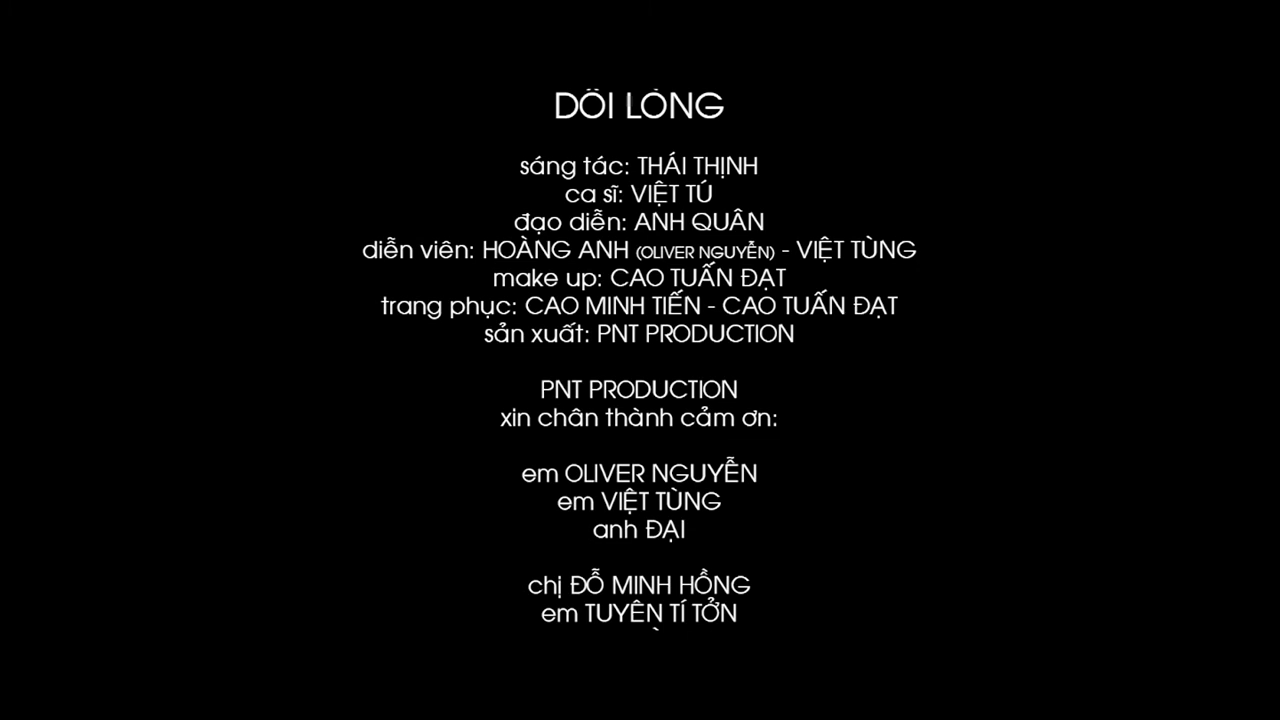 DỐI LÒNG
sáng tác: THÁI THỊNH
ca sĩ: VIỆT TÚ
đạo diễn: ANH QUÂN
diễn viên: HOÀNG ANH (OLIVER NGUYỄN) - VIỆT TÙNG
make up: CAO TUẤN ĐẠT
trang phục: CAO MINH TIẾN - CAO TUẤN ĐẠT
sản xuất: PNT PRODUCTION
PNT PRODUCTION
xin chân thành cảm ơn:
em OLIVER NGUYỄN
em VIỆT TÙNG
anh ĐẠI
chị ĐỖ MINH HỒNG
em TUYÊN TÍ TỞN